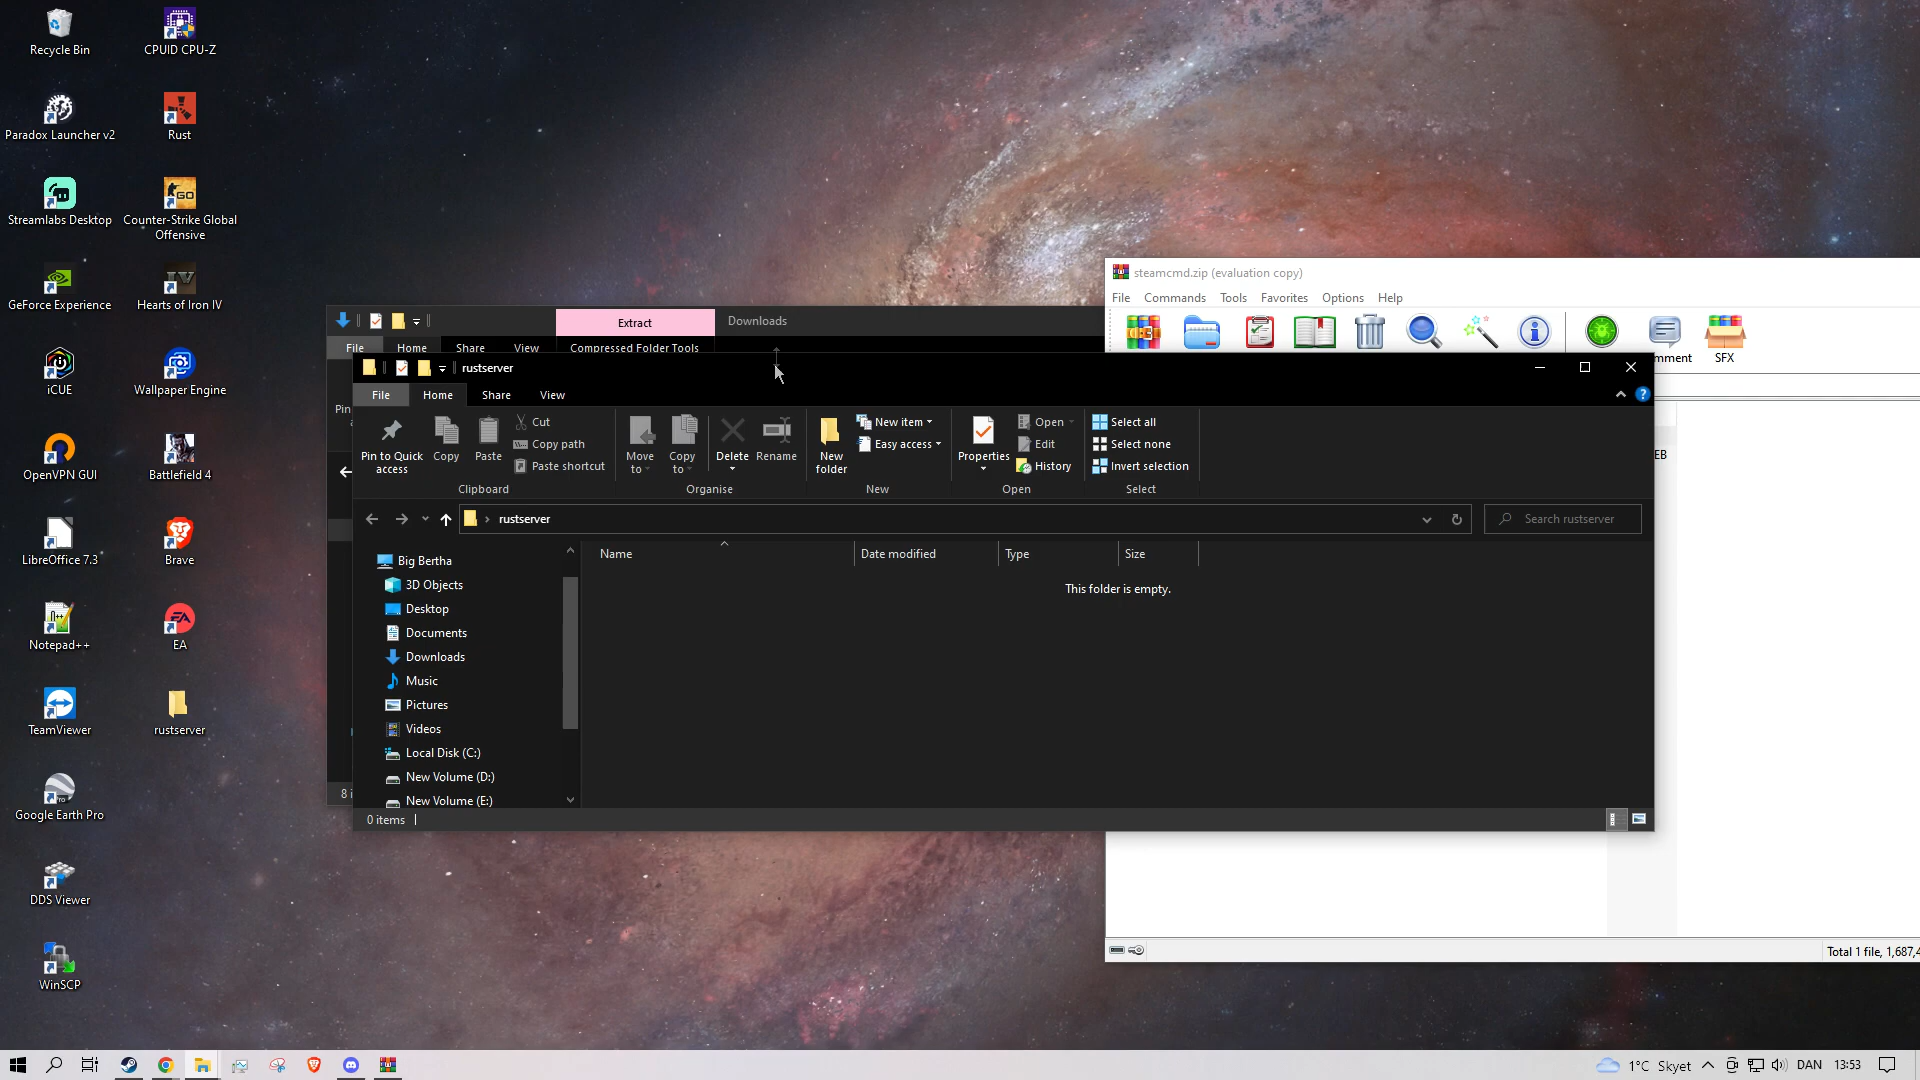 Recycle Bin
CPUID CPU-Z
Paradox Launcher v2
Rust
Streamlabs Desktop
Counter-Strike Global
Offensive
GeForce Experience
Hearts of Iron IV
iCUE
Wallpaper Engine
OpenVPN GUI
Battlefield 4
LibreOffice 7.3
Brave
Notepad++
EA
TeamViewer
rustserver
Google Earth Pro
DDS Viewer
WinSCP
steamcmd.zip (evaluation copy)
File Commands Tools Favorites Options Help
mment SFX
EB
Total 1 file, 1,687,4
Extract Downloads
File Home Share View Compressed Folder Tools
Pin
8 i
rustserver
File Home Share View
Pin to Quick
access
Copy
Paste
Cut
Copy path
Paste shortcut
Clipboard
Move
to
Copy
to
Delete
Rename
Organise
New
folder
New item
Easy access
New
Properties
Open
Edit
History
Open
Select all
Select none
Invert selection
Select
rustserver
Search rustserver
Name Date modified Type Size
This folder is empty.
Big Bertha
3D Objects
Desktop
Documents
Downloads
Music
Pictures
Videos
Local Disk (C:)
New Volume (D:)
New Volume (E:)
0 items
1°C Skyet DAN 13:53